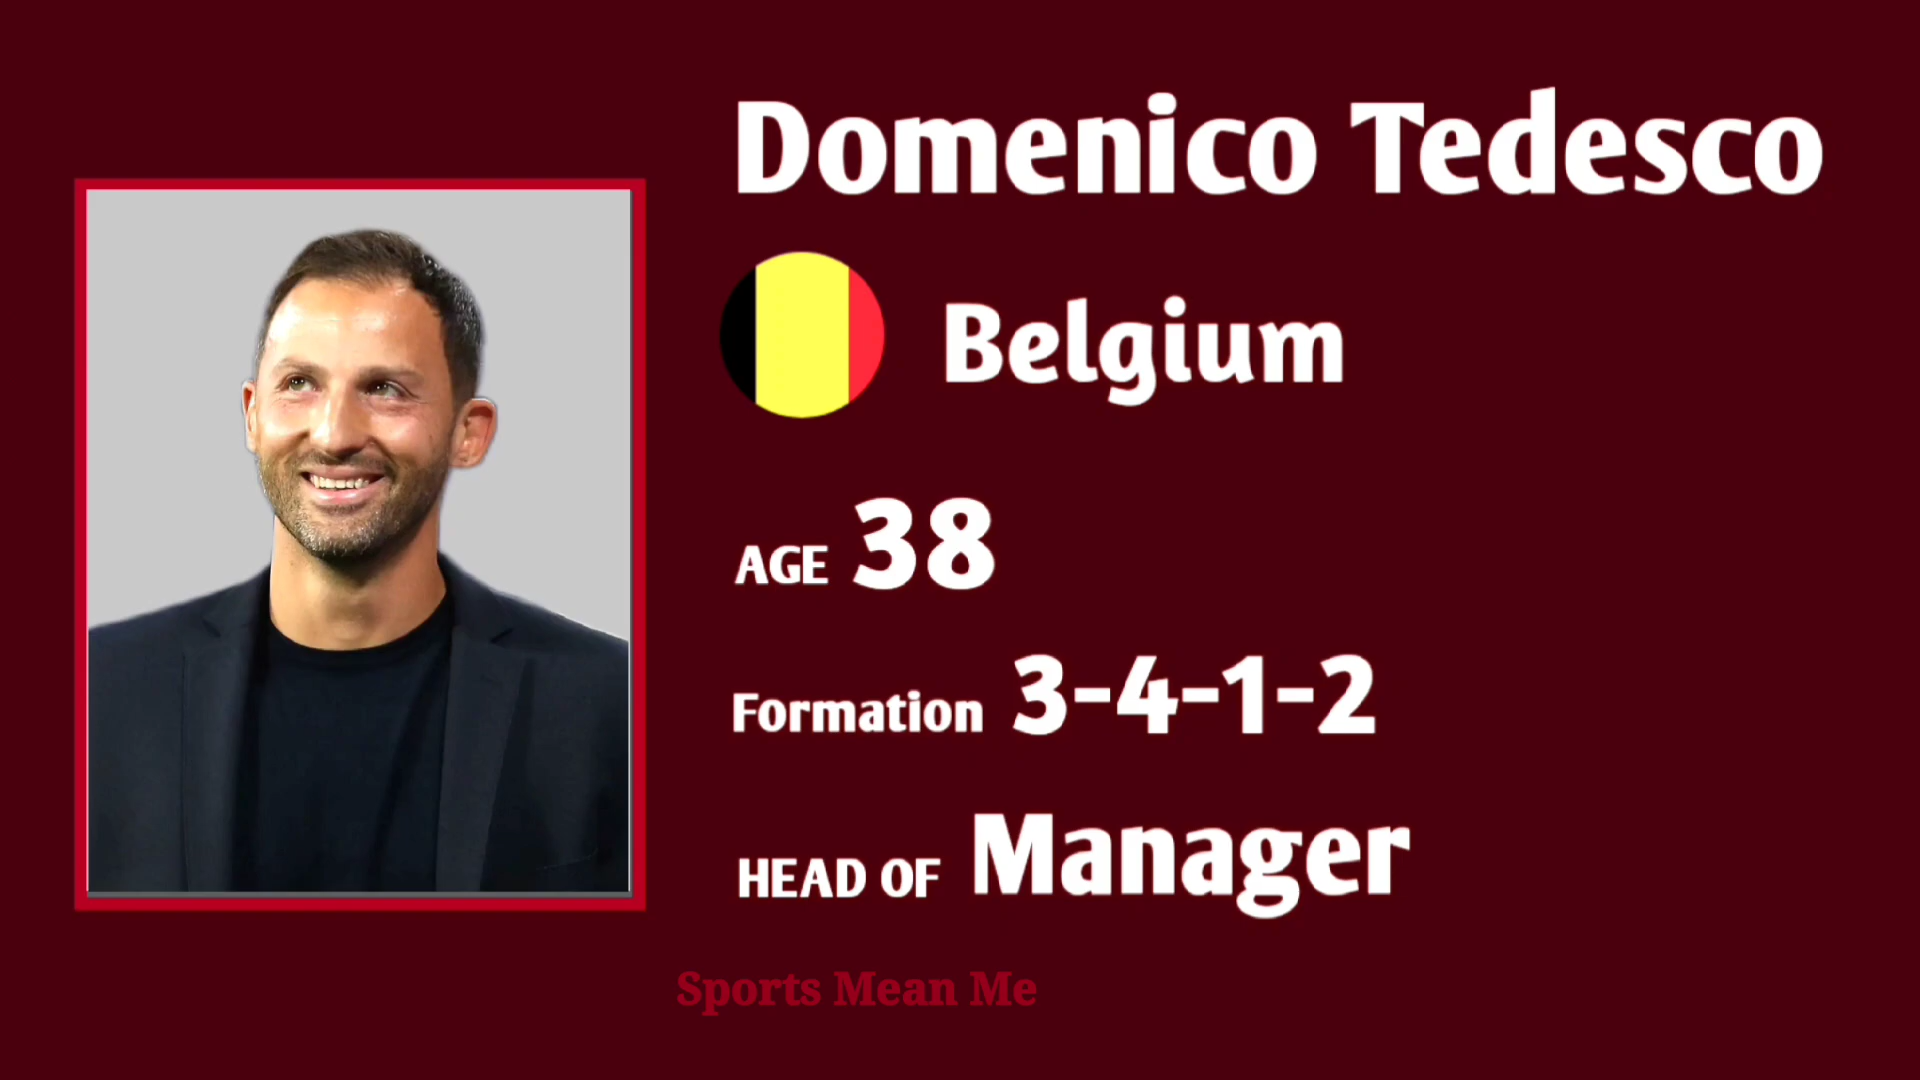 Domenico Tedesco
Belgium
AGE 38
Formation 3-4-1-2
HEAD OF Manager
Sports Mean Me